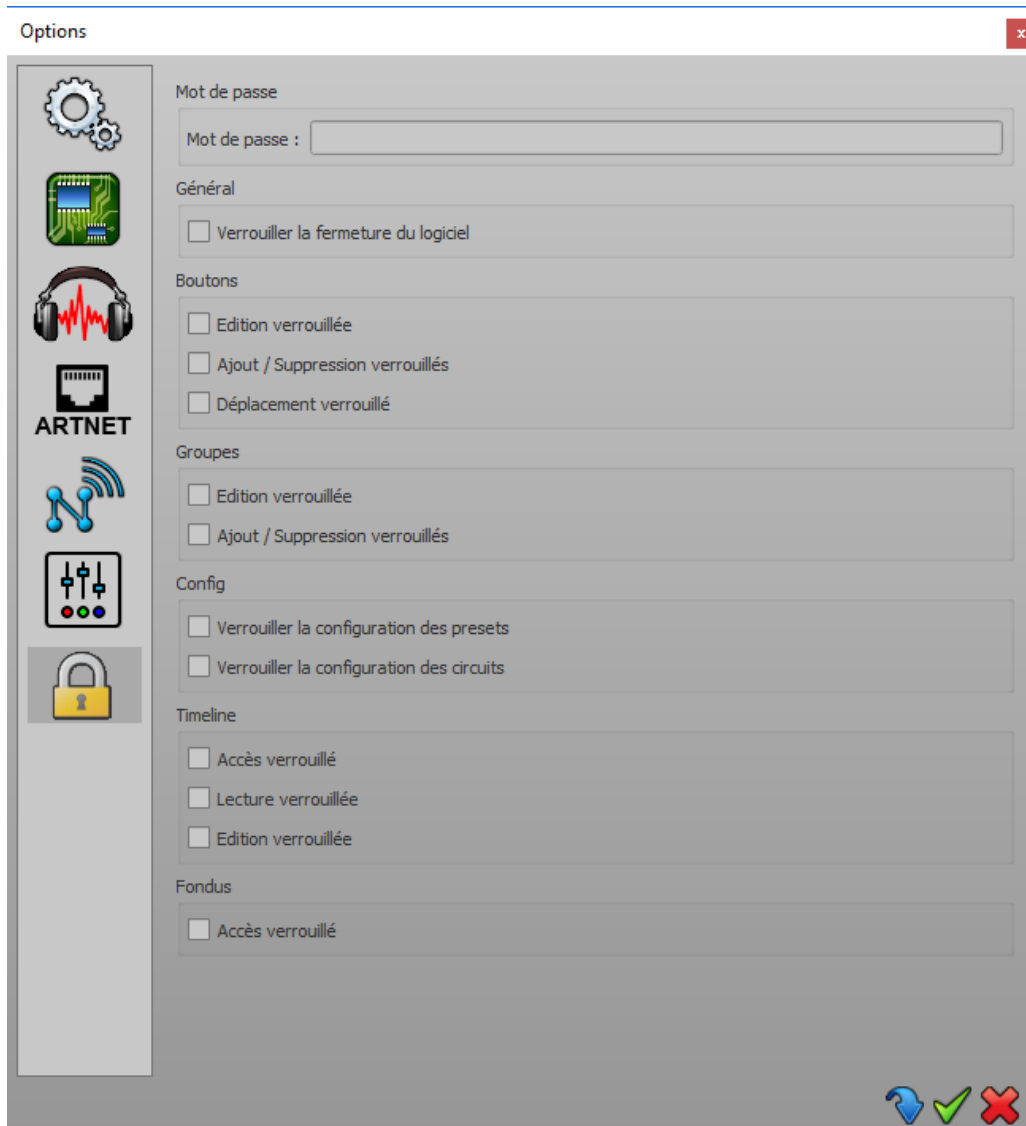 Options
x
ARTNET
Mot de passe
Mot de passe :
Général
Verrouiller la fermeture du logiciel
Boutons
Edition verrouillée
Ajout / Suppression verrouillés
Déplacement verrouillé
Groupes
Edition verrouillée
Ajout / Suppression verrouillés
Config
Verrouiller la configuration des presets
Verrouiller la configuration des circuits
Timeline
Accès verrouillé
Lecture verrouillée
Edition verrouillée
Fondus
Accès verrouillé